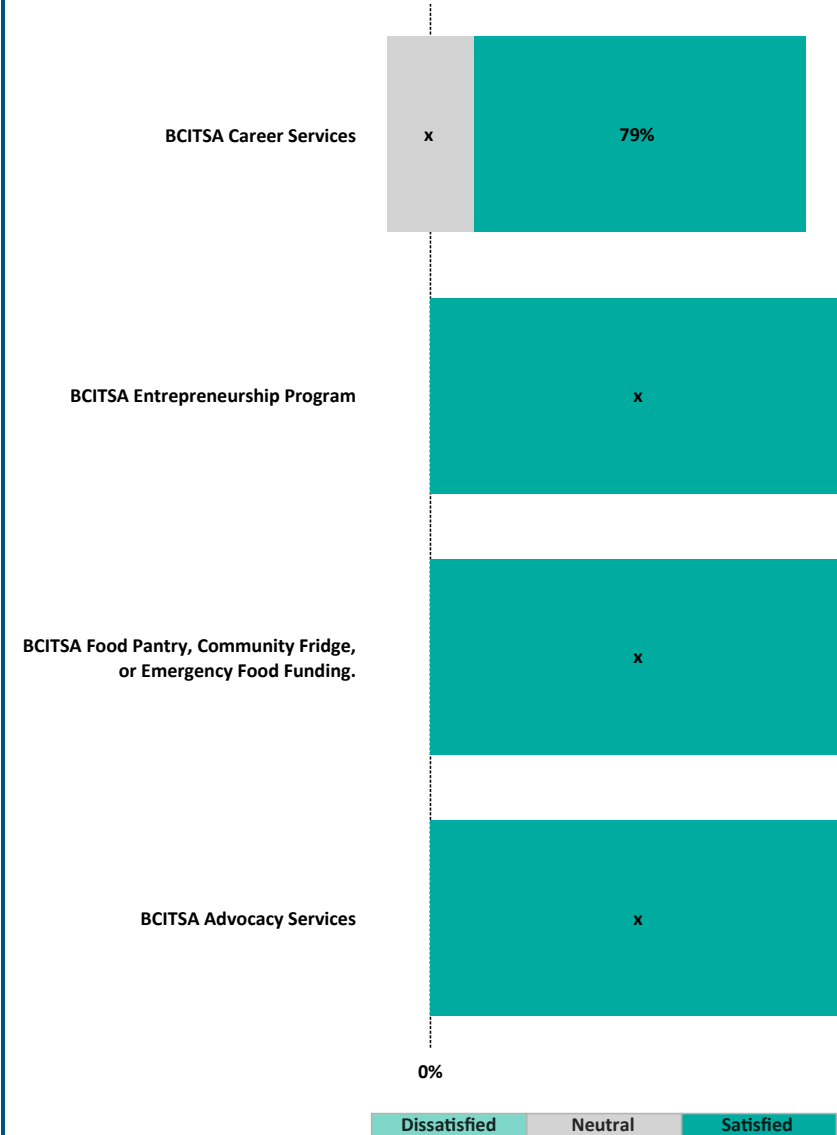 BCITSA Career Services x 79%
BCITSA Entrepreneurship Program x
BCITSA Food Pantry, Community Fridge,
or Emergency Food Funding. x
BCITSA Advocacy Services x
0%
Dissatisfied Neutral Satisfied